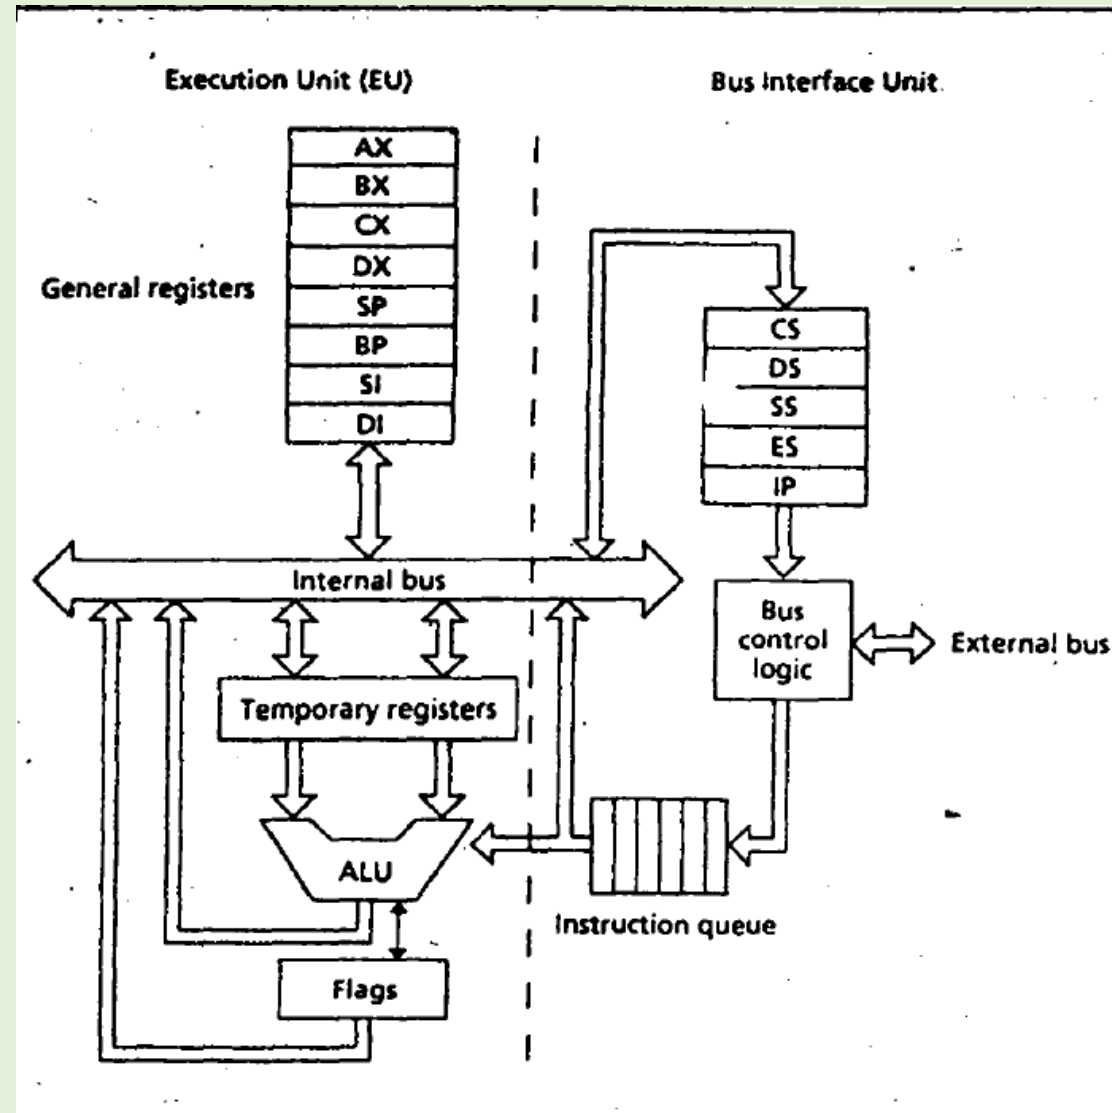 Execution Unit (EU)
Bus Interface Unit
AX
BX
CX
DX
SP
BP
SI
DI
General registers
CS
DS
SS
ES
IP
Internal bus
Bus
control
logic
External bus
Temporary registers
ALU
Instruction queue
Flags